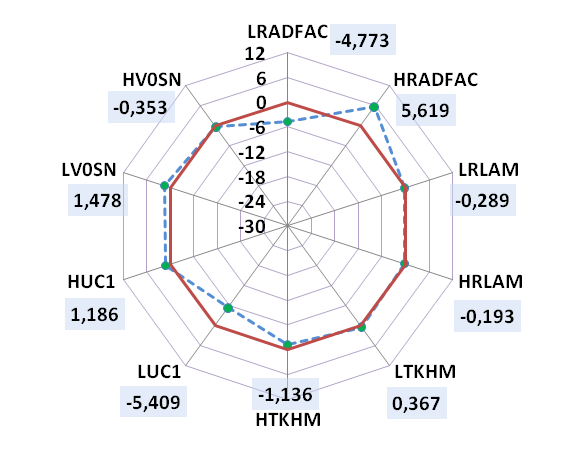 LRADFAC
-4,773
12
6
0
-6
-12
-18
-24
-30
HRADFAC
5,619
LRLAM
-0,289
HRLAM
-0,193
LTKHM
0,367
-1,136
HTKHM
LUC1
-5,409
HUC1
1,186
LV0SN
1,478
HV0SN
-0,353